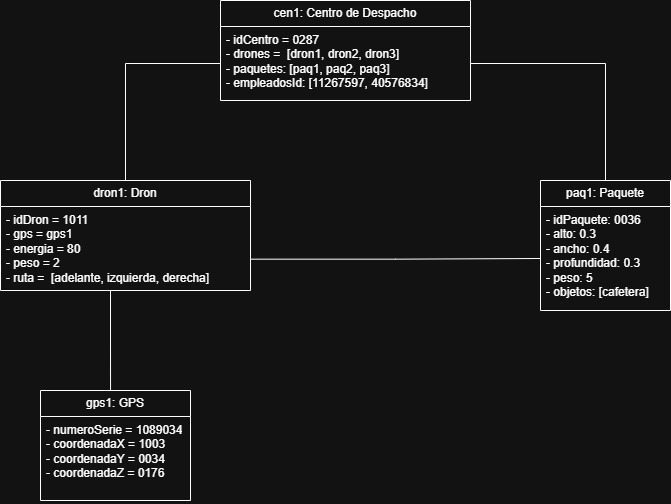 cen1: Centro de Despacho
- idCentro = 0287
- drones =  [dron1, dron2, dron3]
- paquetes: [paq1, paq2, paq3]
- empleadosId: [11267597, 40576834]
dron1: Dron
- idDron = 1011
- gps = gps1
- energia = 80
- peso = 2
- ruta =  [adelante, izquierda, derecha]
paq1: Paquete
- idPaquete: 0036
- alto: 0.3
- ancho: 0.4
- profundidad: 0.3
- peso: 5
- objetos: [cafetera]
gps1: GPS
- numeroSerie = 1089034
- coordenadaX = 1003
- coordenadaY = 0034
- coordenadaZ = 0176